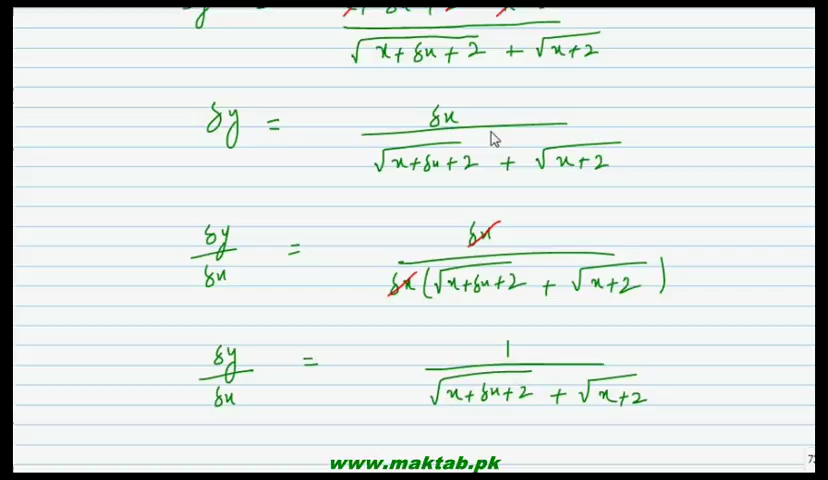 √(x+δx+2) + √(x+2)
δy = δx / (√(x+δx+2) + √(x+2))
δy/δx = δx / (δx(√(x+δx+2) + √(x+2)))
δy/δx = 1 / (√(x+δx+2) + √(x+2))
www.maktab.pk